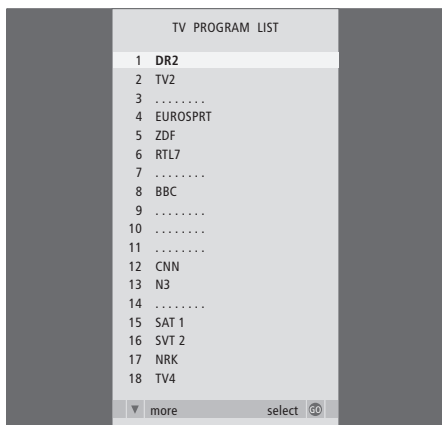 TV PROGRAM LIST
1 DR2
2 TV2
3 . . . . . . . .
4 EUROSPRT
5 ZDF
6 RTL7
7 . . . . . . . .
8 BBC
9 . . . . . . . .
10 . . . . . . . .
11 . . . . . . . .
12 CNN
13 N3
14 . . . . . . . .
15 SAT 1
16 SVT 2
17 NRK
18 TV4
▼ more select GO